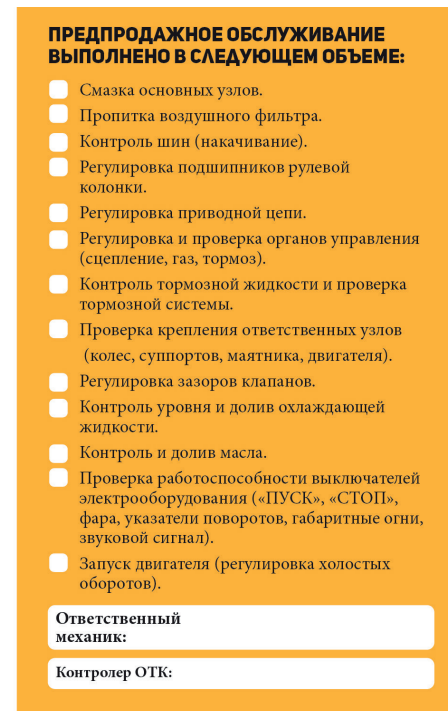 ПРЕДПРОДАЖНОЕ ОБСЛУЖИВАНИЕ
ВЫПОЛНЕНО В СЛЕДУЮЩЕМ ОБЪЕМЕ:
Смазка основных узлов.
Пропитка воздушного фильтра.
Контроль шин (накачивание).
Регулировка подшипников рулевой
колонки.
Регулировка приводной цепи.
Регулировка и проверка органов управления
(сцепление, газ, тормоз).
Контроль тормозной жидкости и проверка
тормозной системы.
Проверка крепления ответственных узлов
(колес, суппортов, маятника, двигателя).
Регулировка зазоров клапанов.
Контроль уровня и долив охлаждающей
жидкости.
Контроль и долив масла.
Проверка работоспособности выключателей
электрооборудования («ПУСК», «СТОП»,
фара, указатели поворотов, габаритные огни,
звуковой сигнал).
Запуск двигателя (регулировка холостых
оборотов).
Ответственный
механик:
Контролер ОТК: